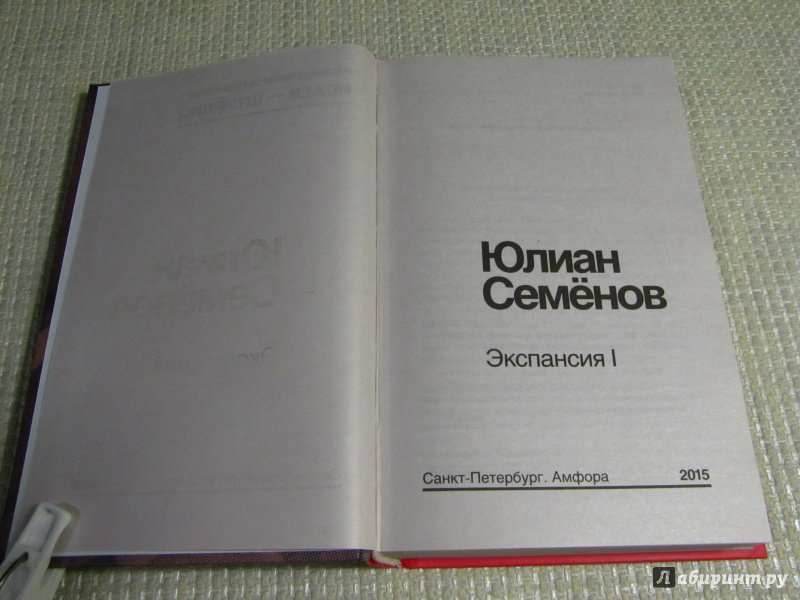 Юлиан
Семёнов
Экспансия I
Санкт-Петербург. Амфора 2015
Лабиринт.ру